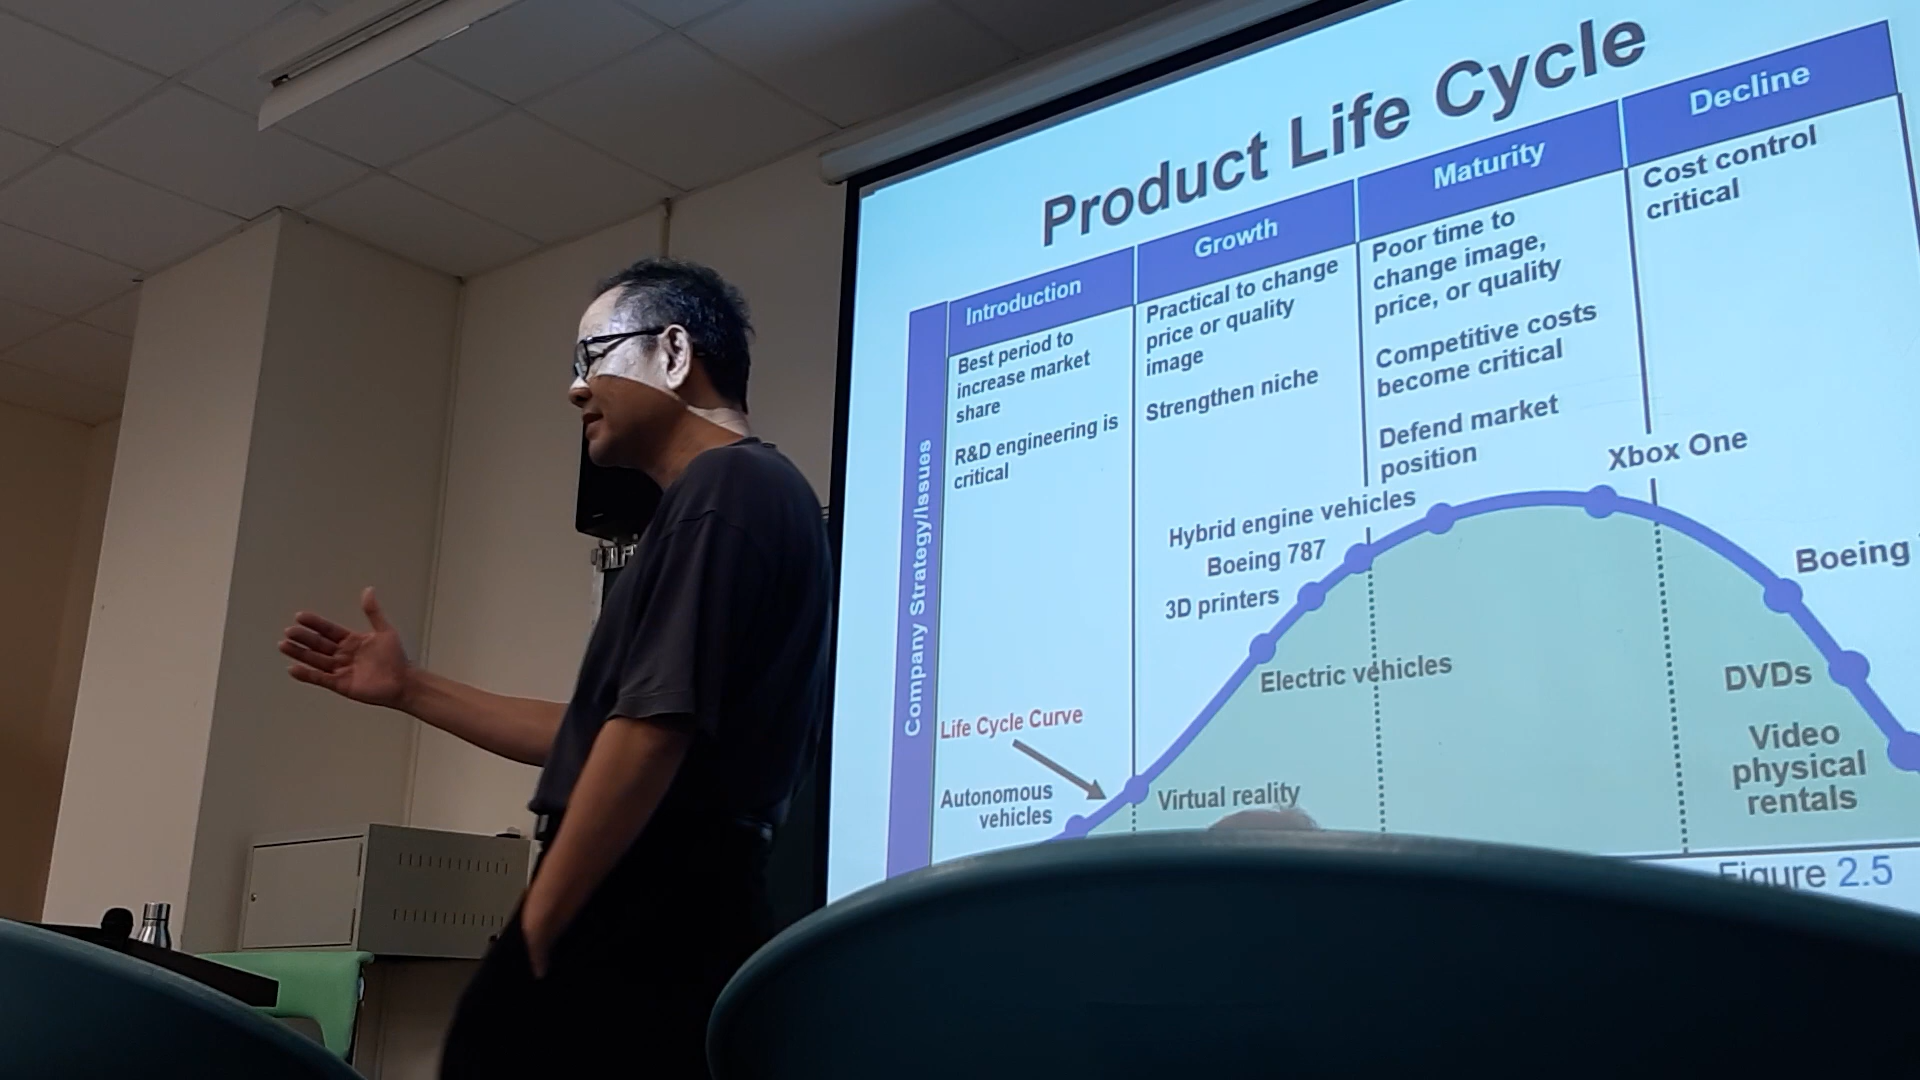 Product Life Cycle
Introduction
Growth
Maturity
Decline
Company Strategy/Issues
Best period to
increase market
share
R&D engineering is
critical
Practical to change
price or quality
image
Strengthen niche
Poor time to
change image,
price, or quality
Competitive costs
become critical
Defend market
position
Cost control
critical
Xbox One
Hybrid engine vehicles
Boeing 787
Boeing
3D printers
Electric vehicles
DVDs
Life Cycle Curve
Video
physical
rentals
Autonomous
vehicles
Virtual reality
Figure 2.5